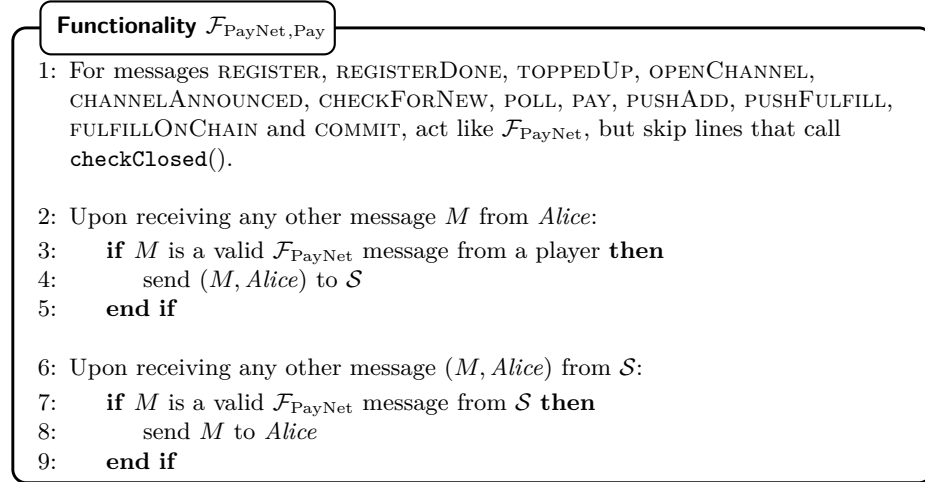 Functionality 𝓕PayNet,Pay
1: For messages REGISTER, REGISTERDONE, TOPPEDUP, OPENCHANNEL,
CHANNELANNOUNCED, CHECKFORNEW, POLL, PAY, PUSHADD, PUSHFULFILL,
FULFILLONCHAIN and COMMIT, act like 𝓕PayNet, but skip lines that call
checkClosed().
2: Upon receiving any other message M from Alice:
3: if M is a valid 𝓕PayNet message from a player then
4: send (M, Alice) to 𝓢
5: end if
6: Upon receiving any other message (M, Alice) from 𝓢:
7: if M is a valid 𝓕PayNet message from 𝓢 then
8: send M to Alice
9: end if